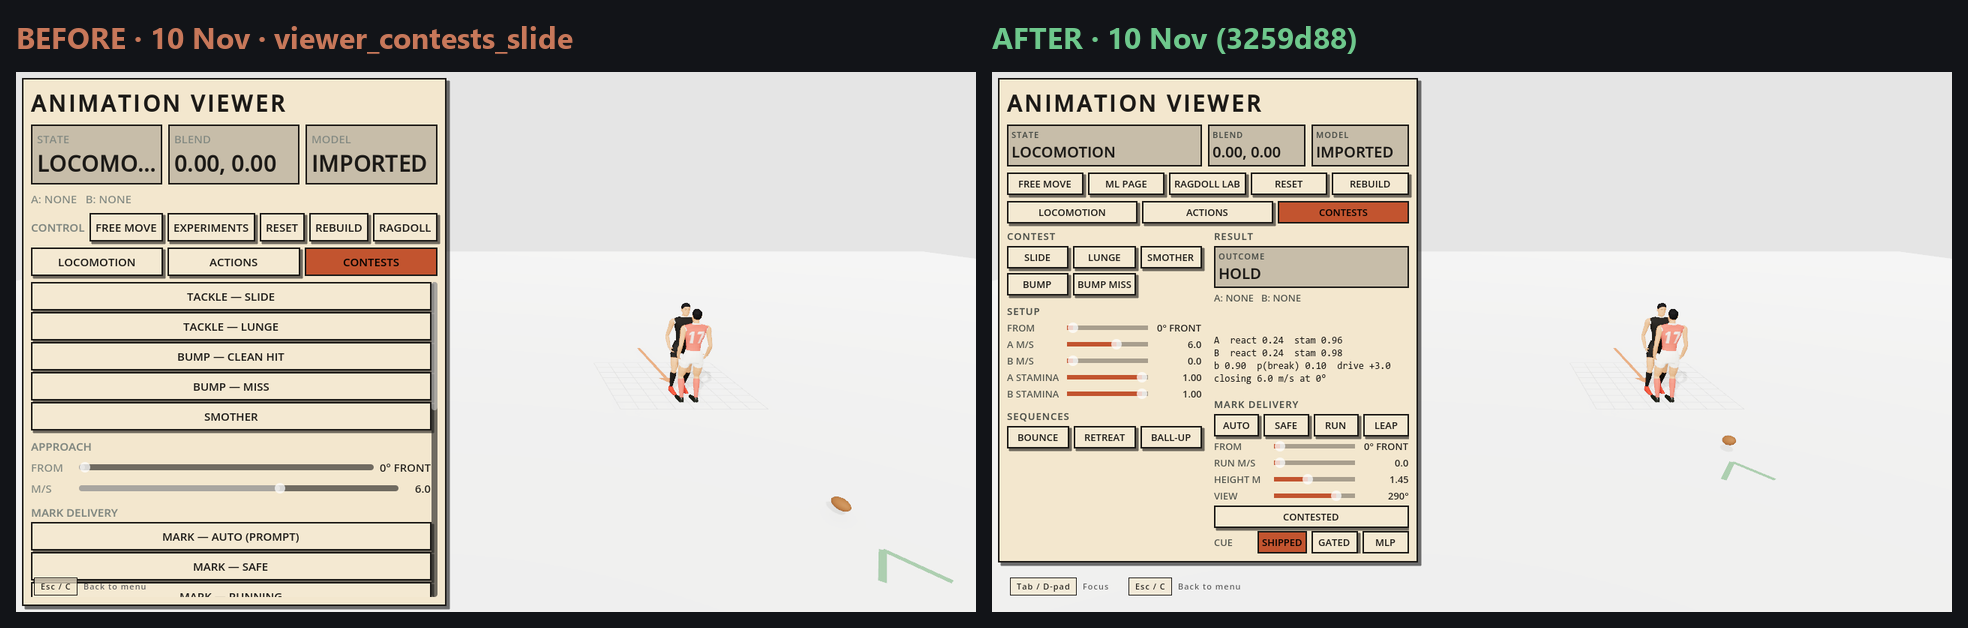 BEFORE · 10 Nov · viewer_contests_slide
ANIMATION VIEWER
STATE BLEND MODEL
LOCOMO... 0.00, 0.00 IMPORTED
A: NONE B: NONE
CONTROL FREE MOVE EXPERIMENTS RESET REBUILD RAGDOLL
LOCOMOTION ACTIONS CONTESTS
TACKLE — SLIDE
TACKLE — LUNGE
BUMP — CLEAN HIT
BUMP — MISS
SMOTHER
APPROACH
FROM 0° FRONT
M/S 6.0
MARK DELIVERY
MARK — AUTO (PROMPT)
MARK — SAFE
MARK — RUNNING
Esc / C Back to menu
17
AFTER · 10 Nov (3259d88)
ANIMATION VIEWER
STATE BLEND MODEL
LOCOMOTION 0.00, 0.00 IMPORTED
FREE MOVE ML PAGE RAGDOLL LAB RESET REBUILD
LOCOMOTION ACTIONS CONTESTS
CONTEST
SLIDE LUNGE SMOTHER
BUMP BUMP MISS
SETUP
FROM 0° FRONT
A M/S 6.0
B M/S 0.0
A STAMINA 1.00
B STAMINA 1.00
SEQUENCES
BOUNCE RETREAT BALL-UP
RESULT
OUTCOME
HOLD
A: NONE B: NONE
A react 0.24 stam 0.96
B react 0.24 stam 0.98
b 0.90 p(break) 0.10 drive +3.0
closing 6.0 m/s at 0°
MARK DELIVERY
AUTO SAFE RUN LEAP
FROM 0° FRONT
RUN M/S 0.0
HEIGHT M 1.45
VIEW 290°
CONTESTED
CUE SHIPPED GATED MLP
Tab / D-pad Focus Esc / C Back to menu
17